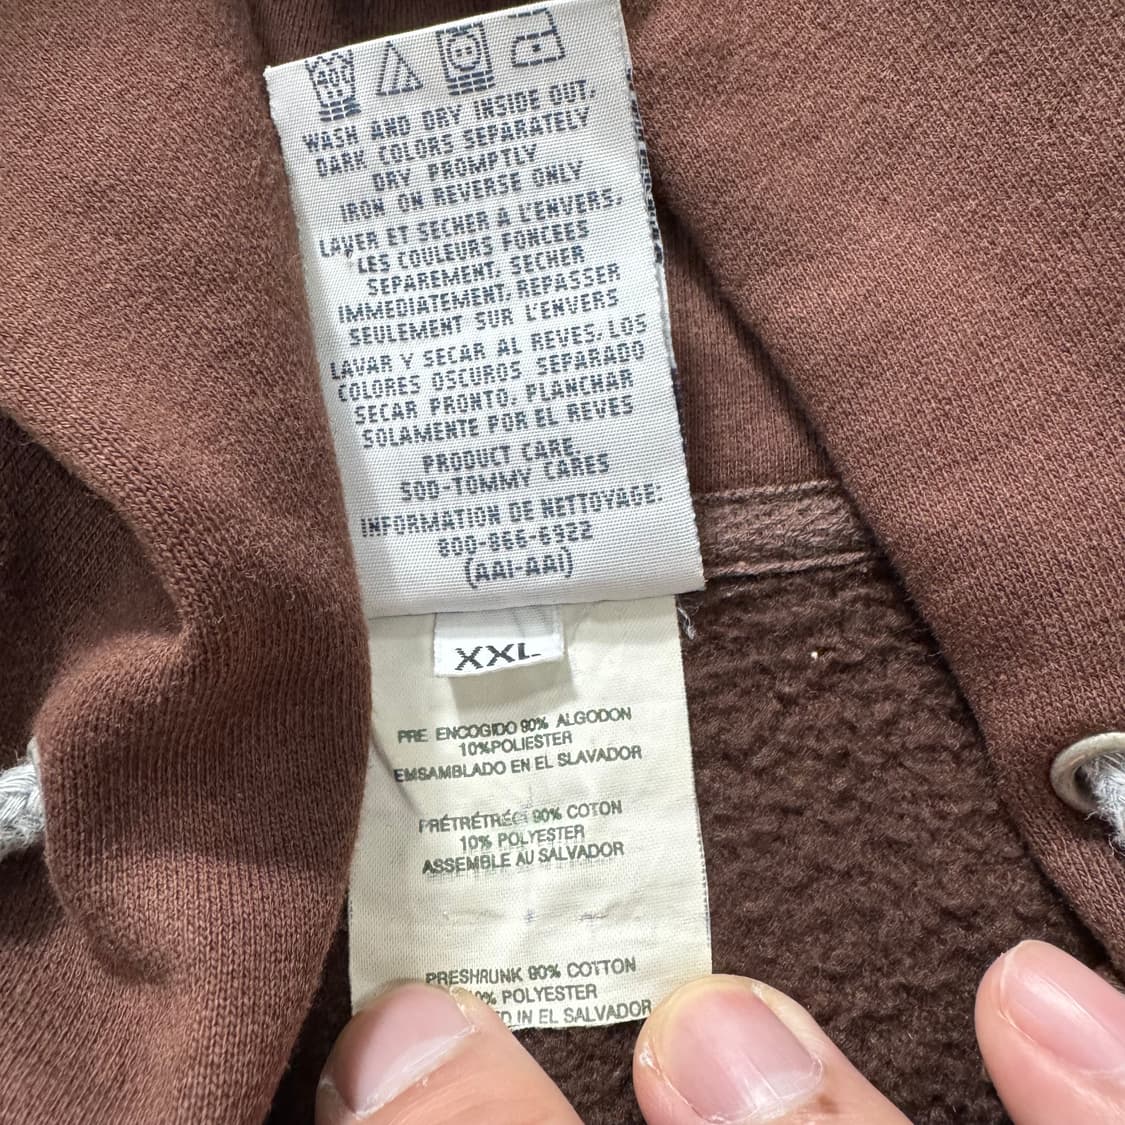 WASH AND DRY INSIDE OUT,
DARK COLORS SEPARATELY
DRY PROMPTLY
IRON ON REVERSE ONLY
LAVER ET SECHER A L'ENVERS,
LES COULEURS FONCEES
SEPAREMENT. SECHER
IMMEDIATEMENT. REPASSER
SEULEMENT SUR L'ENVERS
LAVAR Y SECAR AL REVES, LOS
COLORES OSCUROS SEPARADO
SECAR PRONTO. PLANCHAR
SOLAMENTE POR EL REVES
PRODUCT CARE.
SOD-TOMMY CARES
INFORMATION DE NETTOYAGE:
800-866-6922
(AAI-AAI)
XXL
PRE ENCOGIDO 90% ALGODON
10%POLIESTER
EMSAMBLADO EN EL SLAVADOR
90% COTON
10% POLYESTER
ASSEMBLE AU SALVADOR
PRESHRUNK 90% COTTON
POLYESTER
IN EL SALVADOR